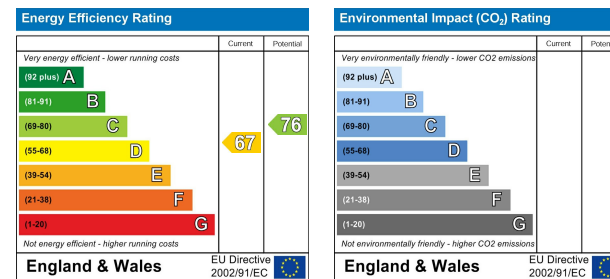 Energy Efficiency Rating
Current Potential
Very energy efficient - lower running costs
(92 plus) A
(81-91) B
(69-80) C
(55-68) D
(39-54) E
(21-38) F
(1-20) G
67
76
Not energy efficient - higher running costs
England & Wales
EU Directive
2002/91/EC
Environmental Impact (CO2) Rating
Current Poten
Very environmentally friendly - lower CO2 emissions
(92 plus) A
(81-91) B
(69-80) C
(55-68) D
(39-54) E
(21-38) F
(1-20) G
Not environmentally friendly - higher CO2 emissions
England & Wales
EU Directive
2002/91/EC